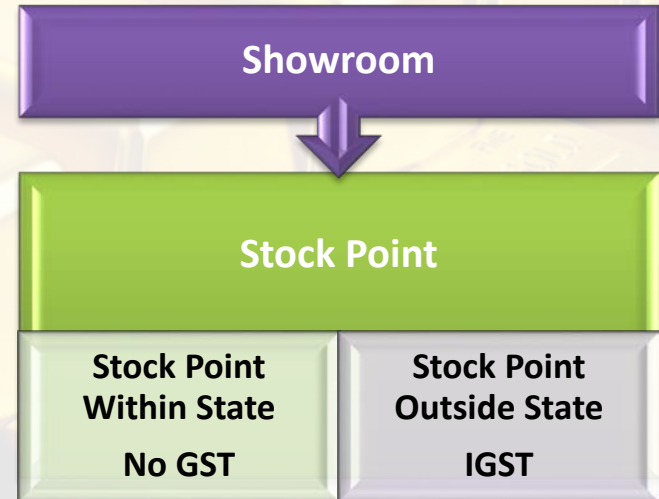 Showroom
Stock Point
Stock Point
Within State
No GST
Stock Point
Outside State
IGST